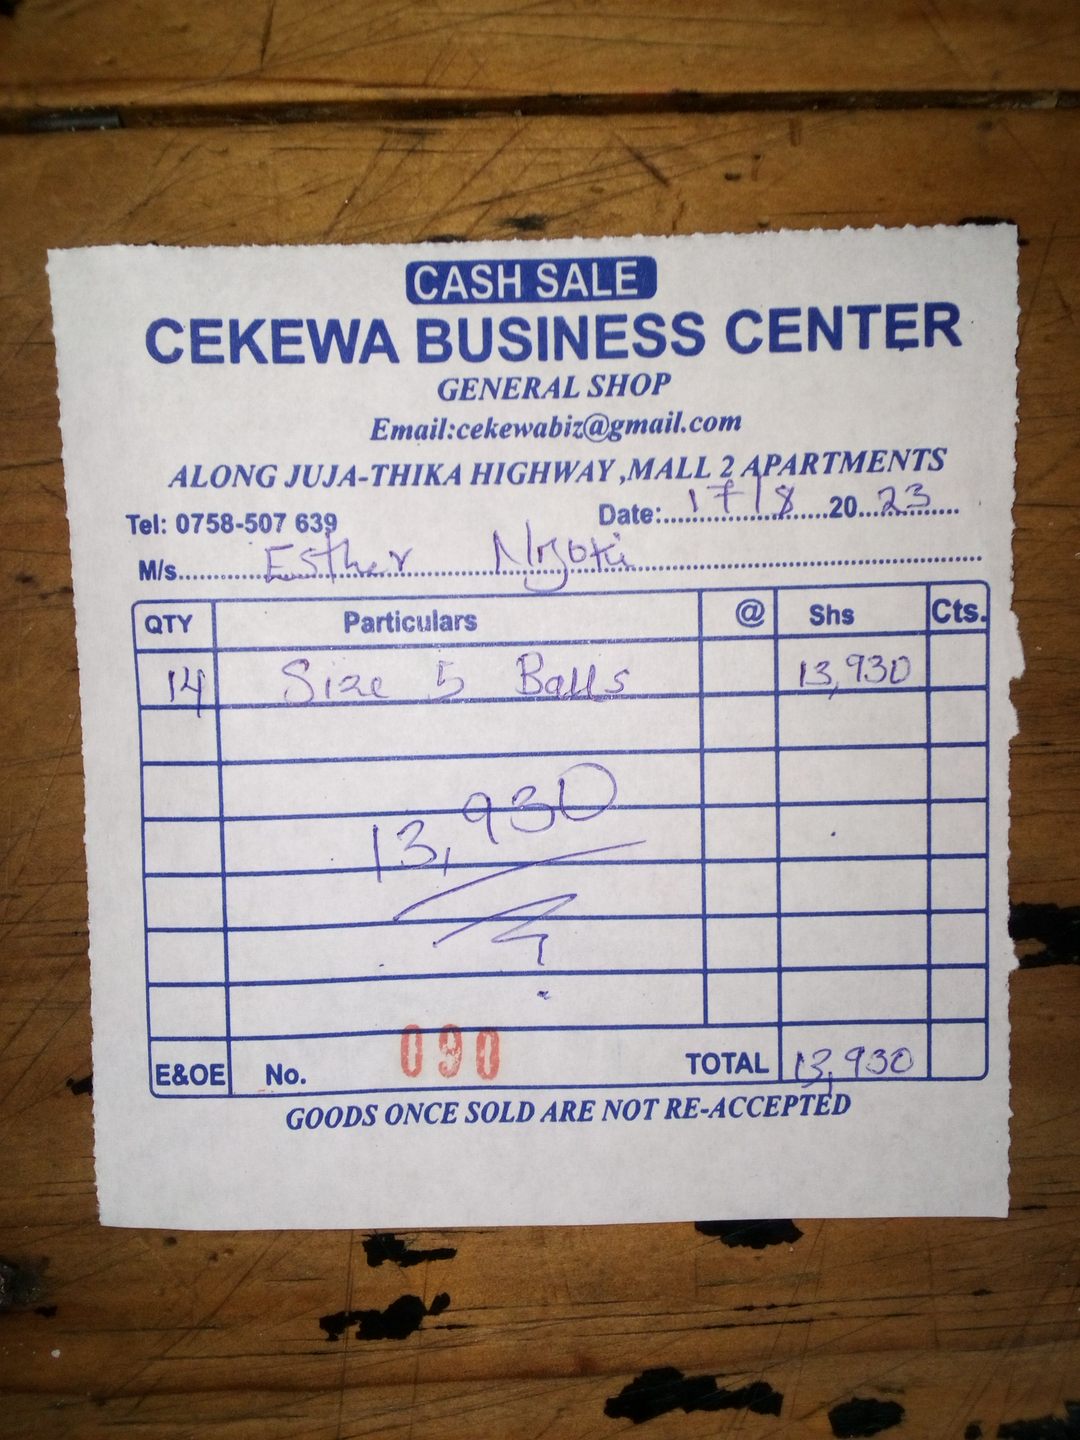 CASH SALE
CEKEWA BUSINESS CENTER
GENERAL SHOP
Email:cekewabiz@gmail.com
ALONG JUJA-THIKA HIGHWAY ,MALL 2 APARTMENTS
Tel: 0758-507 639 Date:....17/8....20...23....
M/s....Esther Njoki....
QTY Particulars @ Shs Cts.
14 Size 5 Balls 13,930
13,930
E&OE No. 090 TOTAL 13,930
GOODS ONCE SOLD ARE NOT RE-ACCEPTED